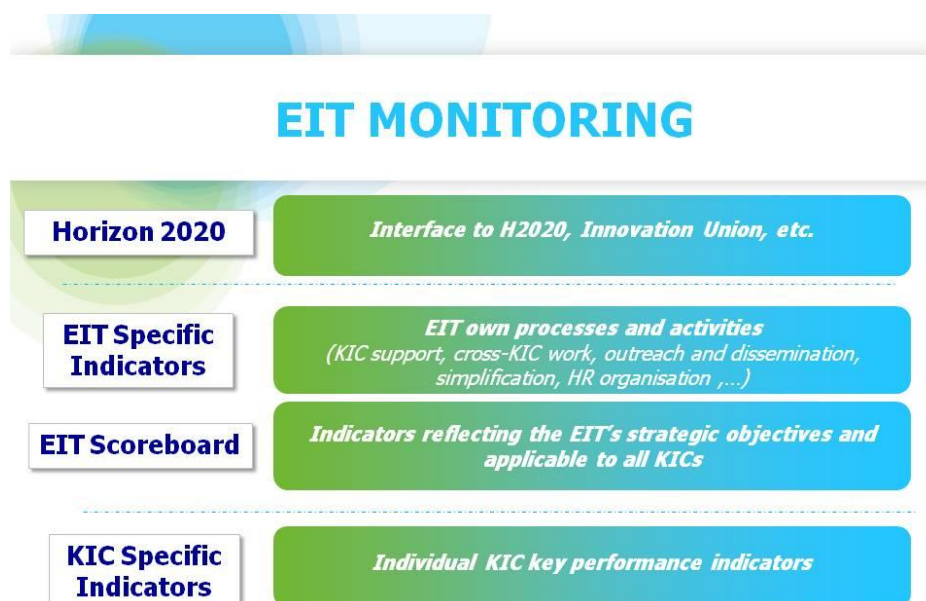 EIT MONITORING
Horizon 2020
Interface to H2020, Innovation Union, etc.
EIT Specific
Indicators
EIT own processes and activities
(KIC support, cross-KIC work, outreach and dissemination,
simplification, HR organisation ,...)
EIT Scoreboard
Indicators reflecting the EIT's strategic objectives and
applicable to all KICs
KIC Specific
Indicators
Individual KIC key performance indicators